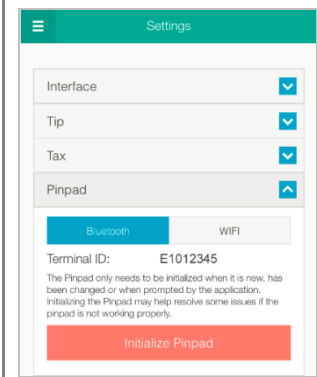 Settings
Interface
Tip
Tax
Pinpad
Bluetooth WIFI
Terminal ID: E1012345
The Pinpad only needs to be initialized when it is new, has
been changed or when prompted by the application.
Initializing the Pinpad may help resolve some issues if the
pinpad is not working properly.
Initialize Pinpad